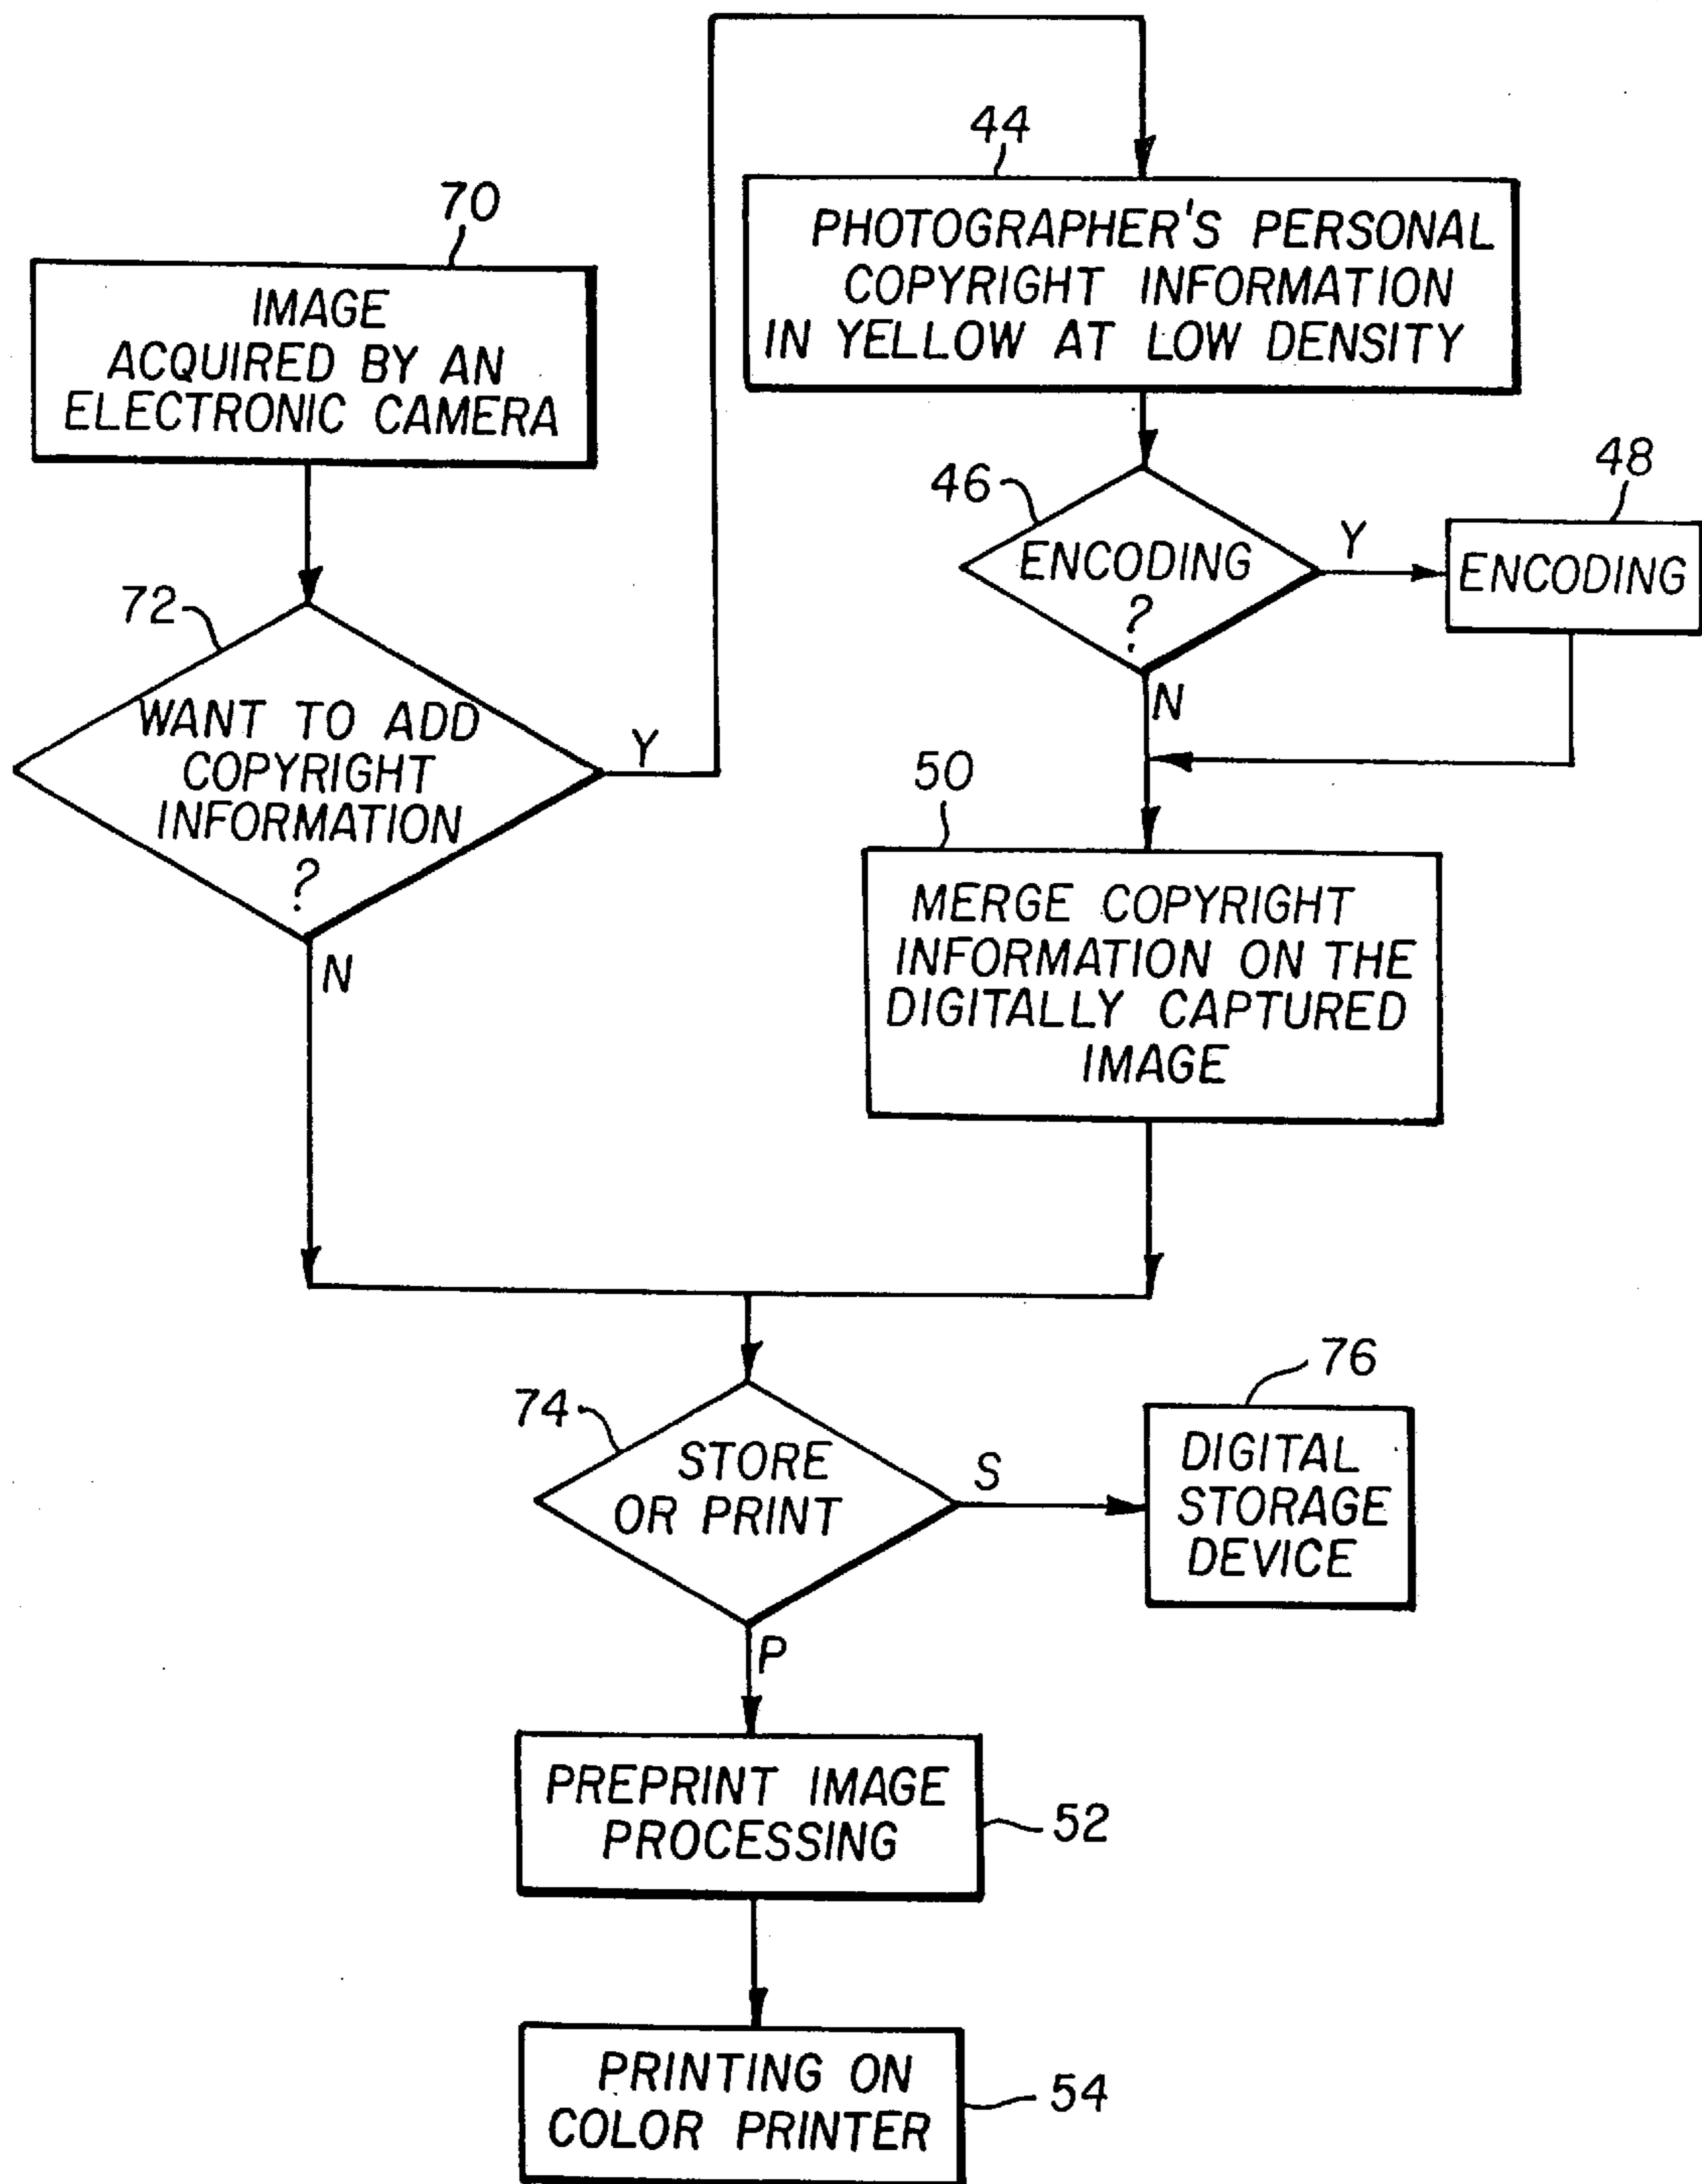 70
IMAGE
ACQUIRED BY AN
ELECTRONIC CAMERA
72
WANT TO ADD
COPYRIGHT
INFORMATION
?
Y
N
44
PHOTOGRAPHER'S PERSONAL
COPYRIGHT INFORMATION
IN YELLOW AT LOW DENSITY
46
ENCODING
?
Y
N
48
ENCODING
50
MERGE COPYRIGHT
INFORMATION ON THE
DIGITALLY CAPTURED
IMAGE
74
STORE
OR PRINT
S
P
76
DIGITAL
STORAGE
DEVICE
PREPRINT IMAGE
PROCESSING
52
PRINTING ON
COLOR PRINTER
54